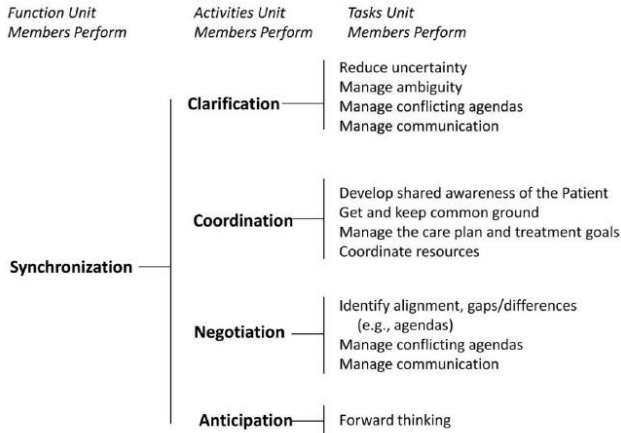 Function Unit
Members Perform
Activities Unit
Members Perform
Tasks Unit
Members Perform
Synchronization
Clarification
Reduce uncertainty
Manage ambiguity
Manage conflicting agendas
Manage communication
Coordination
Develop shared awareness of the Patient
Get and keep common ground
Manage the care plan and treatment goals
Coordinate resources
Negotiation
Identify alignment, gaps/differences
(e.g., agendas)
Manage conflicting agendas
Manage communication
Anticipation
Forward thinking